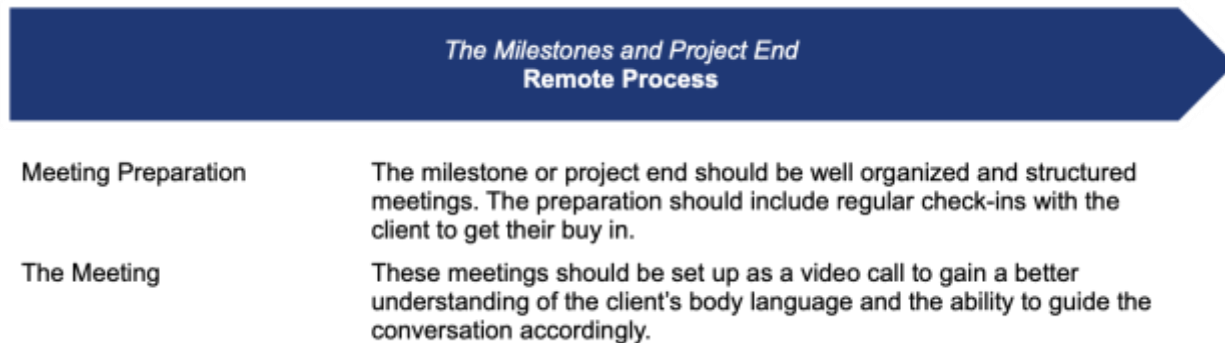 The Milestones and Project End
Remote Process
Meeting Preparation
The milestone or project end should be well organized and structured
meetings. The preparation should include regular check-ins with the
client to get their buy in.
The Meeting
These meetings should be set up as a video call to gain a better
understanding of the client's body language and the ability to guide the
conversation accordingly.